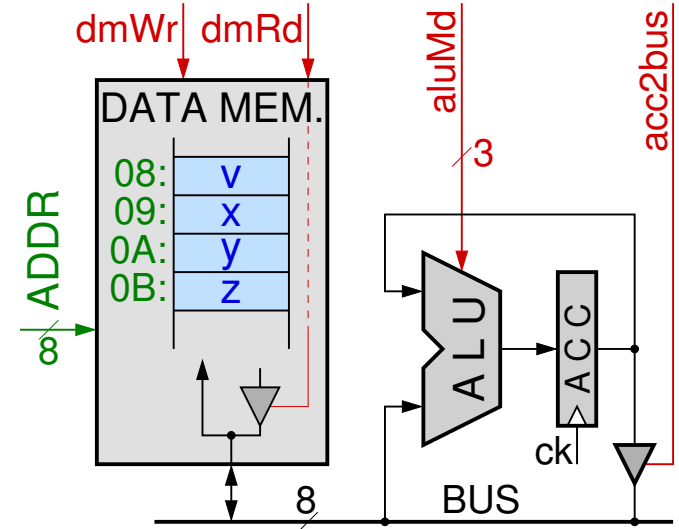 dmWr dmRd
aluMd
acc2bus
3
DATA MEM.
08: v
09: x
0A: y
0B: z
ADDR
8
ALU
ACC
ck
8
BUS